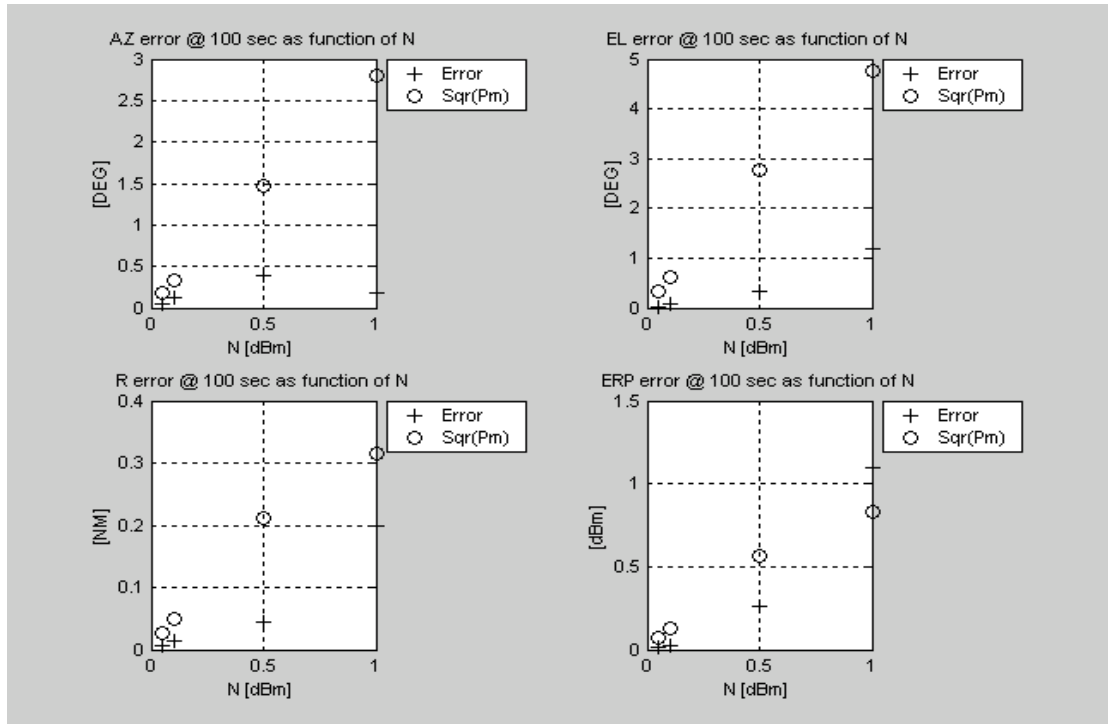 AZ error @ 100 sec as function of N
3
2.5
2
1.5
1
0.5
0
0
0.5
1
[DEG]
N [dBm]
Error
Sqr(Pm)
EL error @ 100 sec as function of N
5
4
3
2
1
0
0
0.5
1
[DEG]
N [dBm]
Error
Sqr(Pm)
R error @ 100 sec as function of N
0.4
0.3
0.2
0.1
0
0
0.5
1
[NM]
N [dBm]
Error
Sqr(Pm)
ERP error @ 100 sec as function of N
1.5
1
0.5
0
0
0.5
1
[dBm]
N [dBm]
Error
Sqr(Pm)